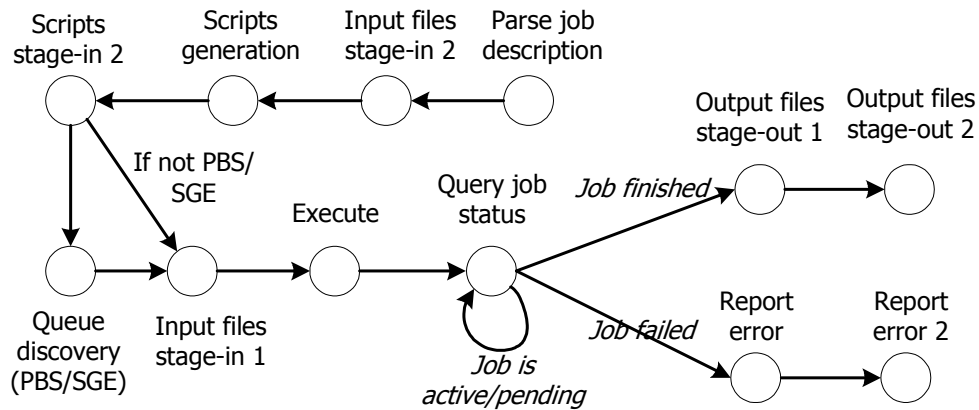 Scripts
stage-in 2
Scripts
generation
Input files
stage-in 2
Parse job
description
Output files
stage-out 1
Output files
stage-out 2
If not PBS/
SGE
Execute
Query job
status
Job finished
Queue
discovery
(PBS/SGE)
Input files
stage-in 1
Job is
active/pending
Job failed
Report
error
Report
error 2